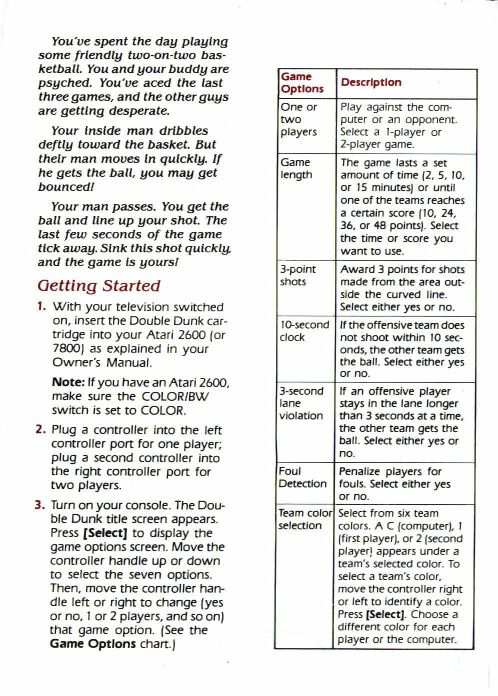 You've spent the day playing
some friendly two-on-two bas-
ketball. You and your buddy are
psyched. You've aced the last
three games, and the other guys
are getting desperate.
Your inside man dribbles
deftly toward the basket. But
their man moves in quickly. If
he gets the ball, you may get
bounced!
Your man passes. You get the
ball and line up your shot. The
last few seconds of the game
tick away. Sink this shot quickly,
and the game is yours!
Getting Started
1. With your television switched
on, insert the Double Dunk car-
tridge into your Atari 2600 (or
7800) as explained in your
Owner's Manual.
Note: If you have an Atari 2600,
make sure the COLOR/BW
switch is set to COLOR.
2. Plug a controller into the left
controller port for one player;
plug a second controller into
the right controller port for
two players.
3. Turn on your console. The Dou-
ble Dunk title screen appears.
Press [Select] to display the
game options screen. Move the
controller handle up or down
to select the seven options.
Then, move the controller han-
dle left or right to change (yes
or no, 1 or 2 players, and so on)
that game option. (See the
Game Options chart.)
Game
Options
Description
One or
two
players
Play against the com-
puter or an opponent.
Select a 1-player or
2-player game.
Game
length
The game lasts a set
amount of time (2, 5, 10,
or 15 minutes) or until
one of the teams reaches
a certain score (10, 24,
36, or 48 points). Select
the time or score you
want to use.
3-point
shots
Award 3 points for shots
made from the area out-
side the curved line.
Select either yes or no.
10-second
clock
If the offensive team does
not shoot within 10 sec-
onds, the other team gets
the ball. Select either yes
or no.
3-second
lane
violation
If an offensive player
stays in the lane longer
than 3 seconds at a time,
the other team gets the
ball. Select either yes or
no.
Foul
Detection
Penalize players for
fouls. Select either yes
or no.
Team color
selection
Select from six team
colors. A C (computer), 1
(first player), or 2 (second
player) appears under a
team's selected color. To
select a team's color,
move the controller right
or left to identify a color.
Press [Select]. Choose a
different color for each
player or the computer.